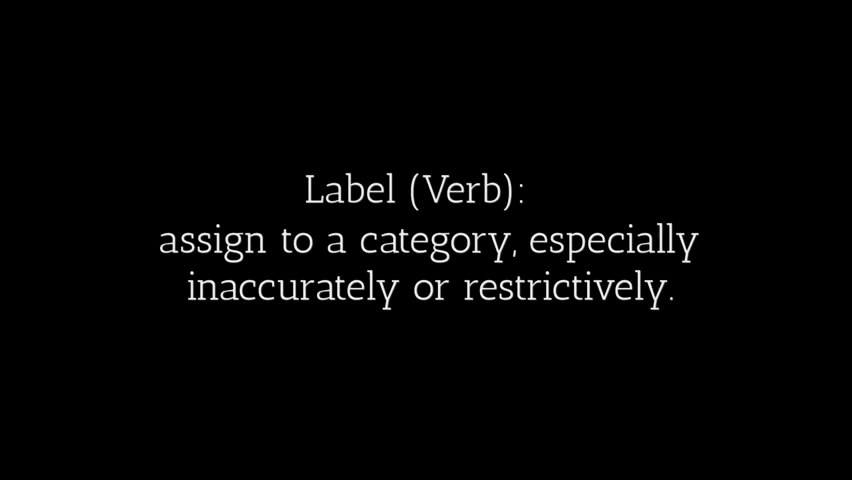 Label (Verb):
assign to a category, especially
inaccurately or restrictively.